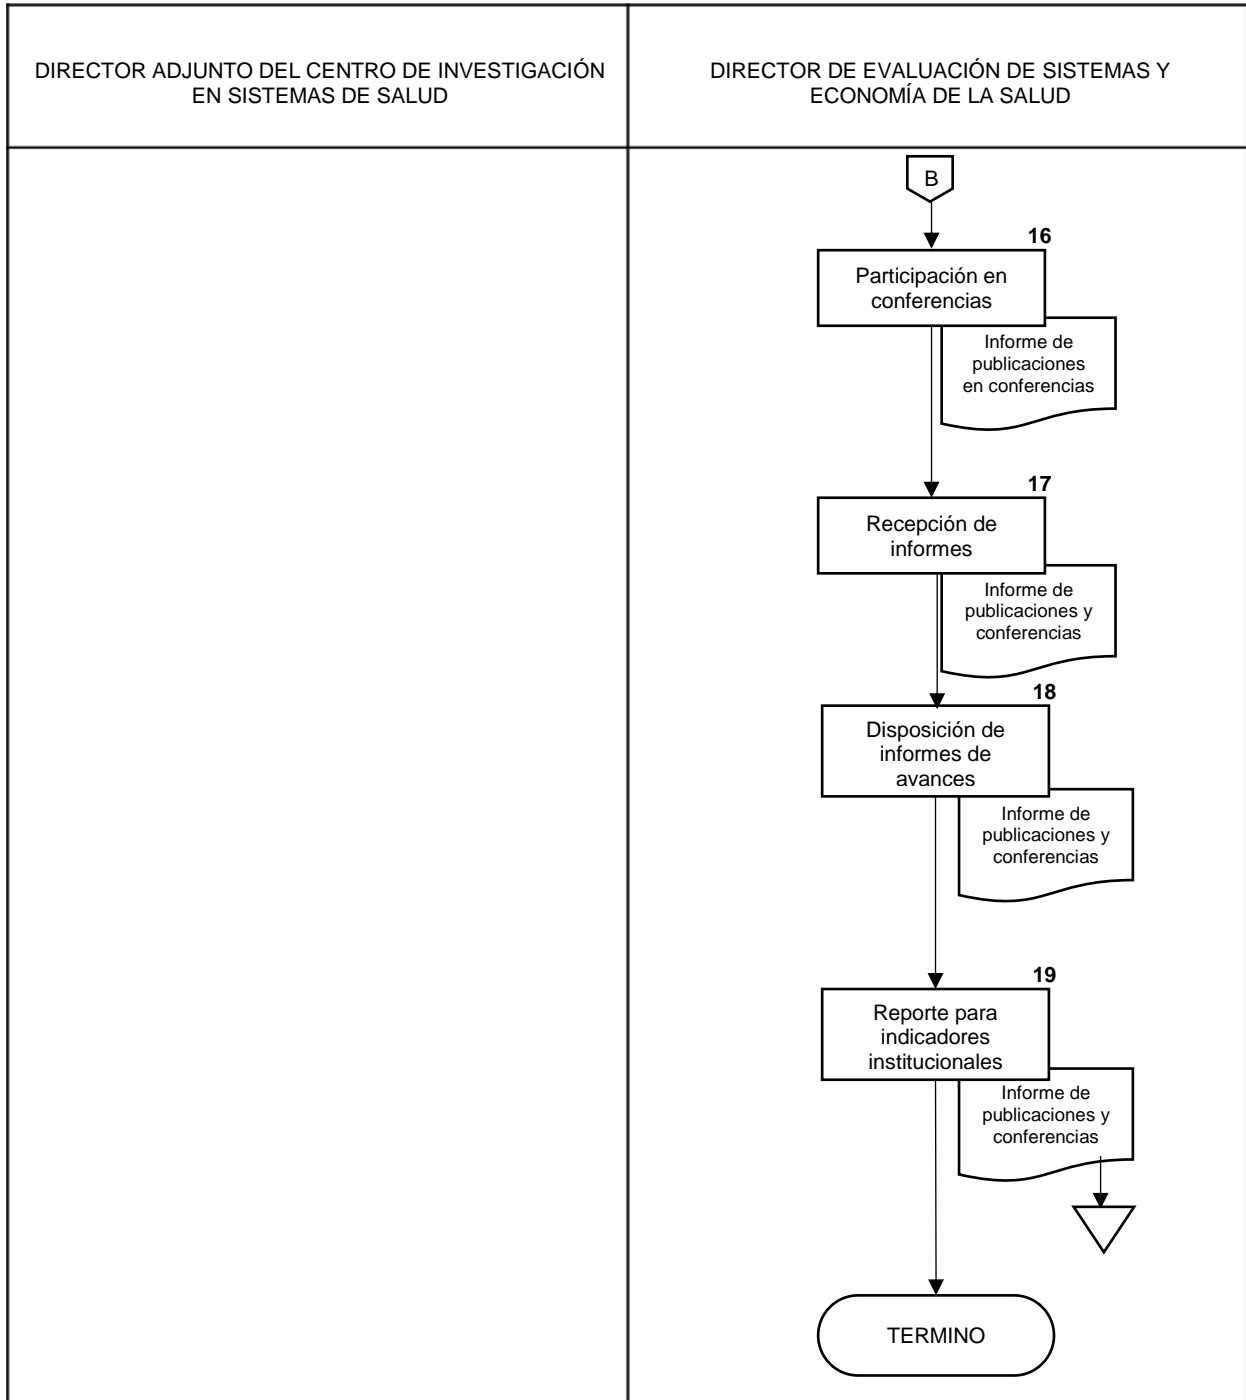 DIRECTOR ADJUNTO DEL CENTRO DE INVESTIGACIÓN
EN SISTEMAS DE SALUD
DIRECTOR DE EVALUACIÓN DE SISTEMAS Y
ECONOMÍA DE LA SALUD
B
16
Participación en
conferencias
Informe de
publicaciones
en conferencias
17
Recepción de
informes
Informe de
publicaciones y
conferencias
18
Disposición de
informes de
avances
Informe de
publicaciones y
conferencias
19
Reporte para
indicadores
institucionales
Informe de
publicaciones y
conferencias
TERMINO